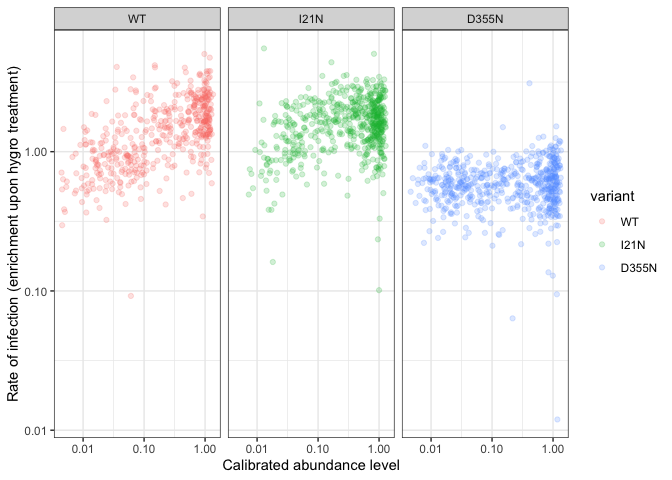 WT I21N D355N
Rate of infection (enrichment upon hygro treatment)
1.00
0.10
0.01
0.01 0.10 1.00 0.01 0.10 1.00 0.01 0.10 1.00
Calibrated abundance level
variant
WT
I21N
D355N